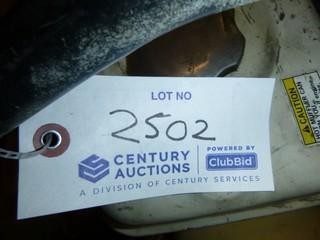 LOT NO
2502
CENTURY
AUCTIONS
POWERED BY
ClubBid
A DIVISION OF CENTURY SERVICES
CAUTION